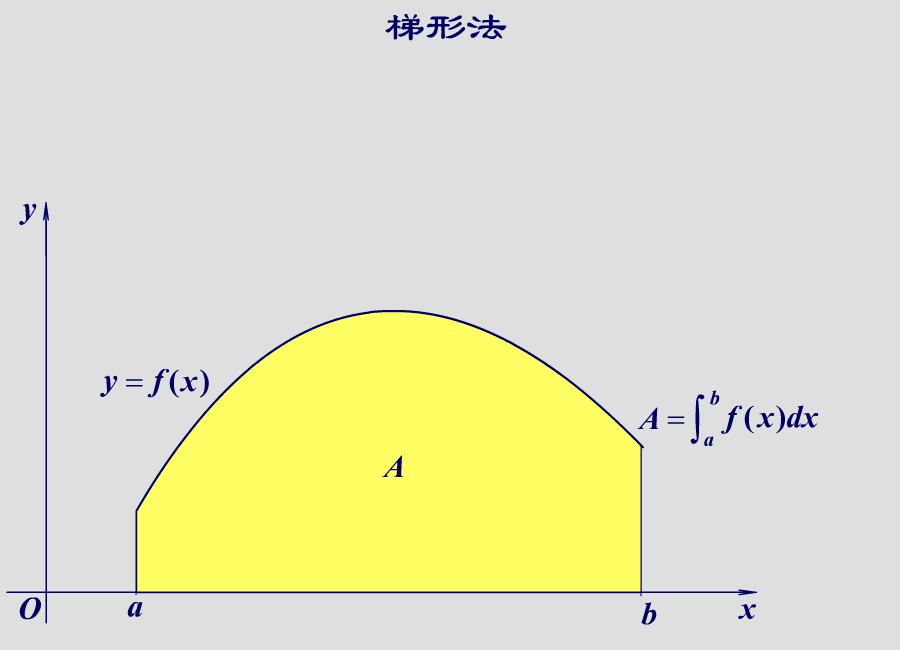 梯形法
y
y = f(x)
A = ∫_a^b f(x)dx
A
O
a
b
x